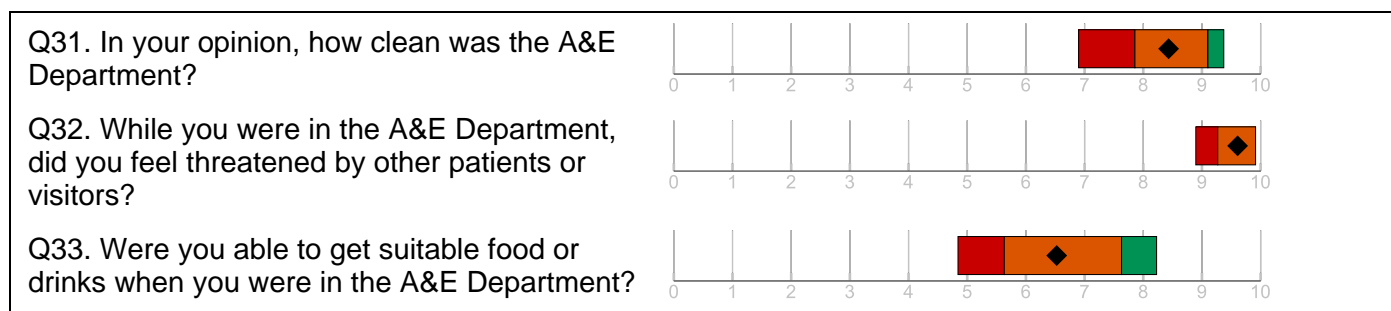 Q31. In your opinion, how clean was the A&E
Department?
0 1 2 3 4 5 6 7 8 9 10
Q32. While you were in the A&E Department,
did you feel threatened by other patients or
visitors?
0 1 2 3 4 5 6 7 8 9 10
Q33. Were you able to get suitable food or
drinks when you were in the A&E Department?
0 1 2 3 4 5 6 7 8 9 10